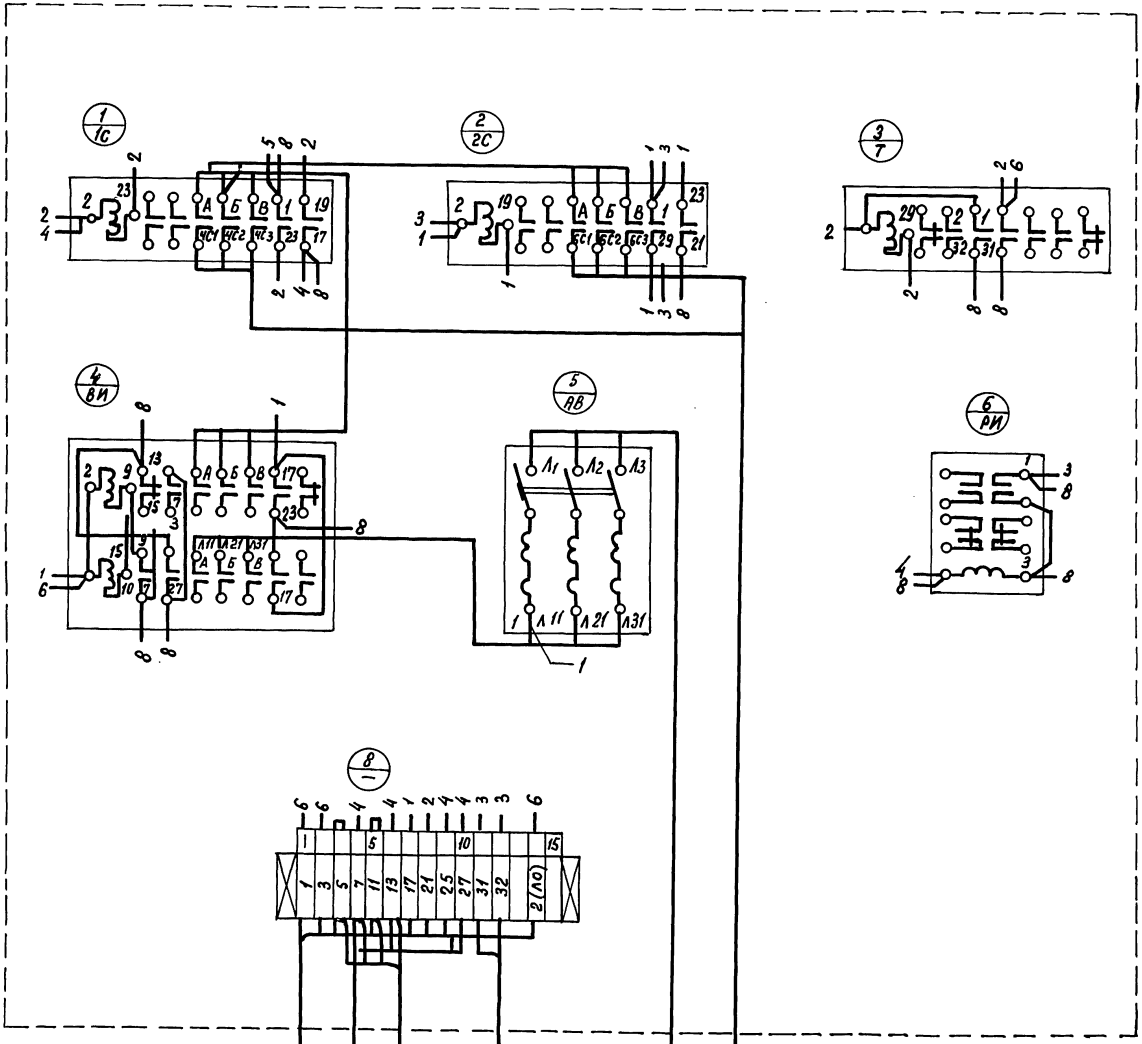 1
1С
2
2С
3
Т
2 5 8 2
1 3 1
2 6
2 23 А Б В 1 19
2
4
ЧС1 ЧС2 ЧС3 23 17
2 4 8
2 19 А Б В 1 23
3
1
БС1 БС2 БС3 29 21
1 1 3 8
2 29 2 1
32 31
2 8 8
4
ВИ
5
АВ
6
РИ
8 1
2 9 13 А Б В 17
15 7 3 23
8
9 Л11 Л21 Л31
15 А Б В
1
6
10 7 27 17
8 8
Л1 Л2 Л3
1 Л11 Л21 Л31
1
1 3
8
3
4
8
8
8
—
6 6 4 4 1 2 4 4 3 3 6
1 5 10 15
1 3 5 7 11 13 17 21 25 27 31 32 2(ЛО)